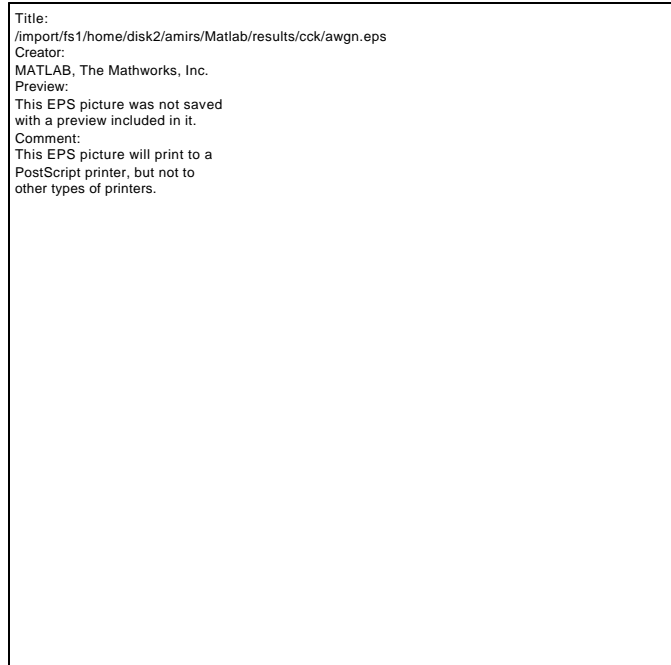 Title:
/import/fs1/home/disk2/amirs/Matlab/results/cck/awgn.eps
Creator:
MATLAB, The Mathworks, Inc.
Preview:
This EPS picture was not saved
with a preview included in it.
Comment:
This EPS picture will print to a
PostScript printer, but not to
other types of printers.